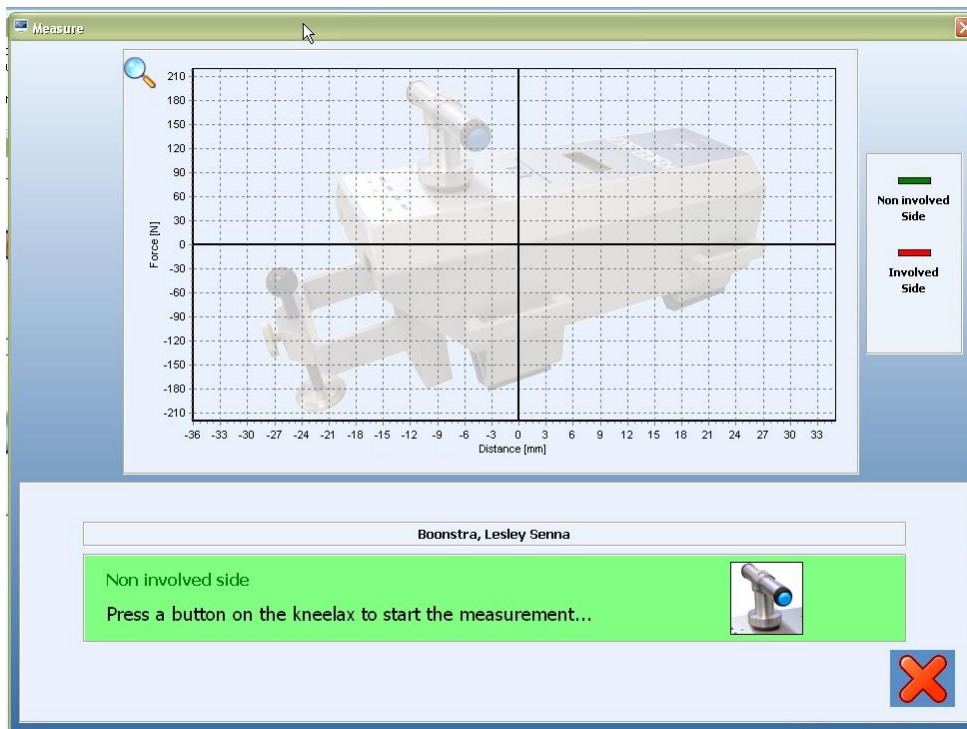 Measure
210
180
150
120
90
60
30
0
-30
-60
-90
-120
-150
-180
-210
Force [N]
-36 -33 -30 -27 -24 -21 -18 -15 -12 -9 -6 -3 0 3 6 9 12 15 18 21 24 27 30 33
Distance [mm]
Non involved
Side
Involved
Side
Boonstra, Lesley Senna
Non involved side
Press a button on the kneelax to start the measurement...